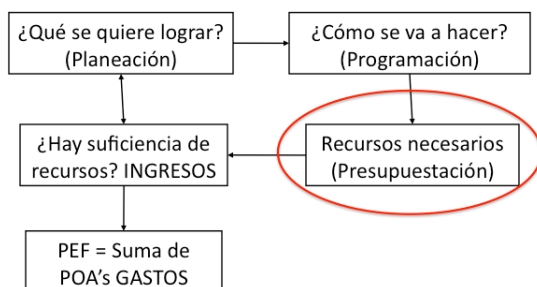 ¿Qué se quiere lograr?
(Planeación)
¿Cómo se va a hacer?
(Programación)
¿Hay suficiencia de
recursos? INGRESOS
Recursos necesarios
(Presupuestación)
PEF = Suma de
POA's GASTOS